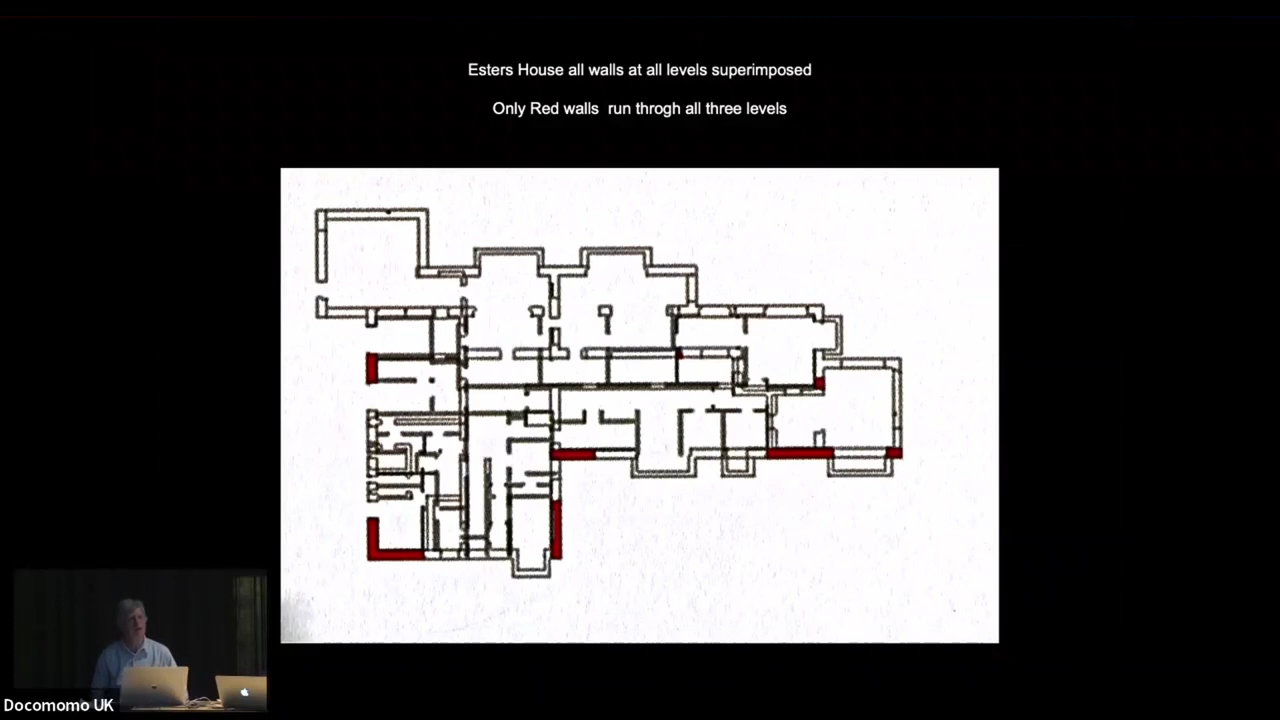 Esters House all walls at all levels superimposed
Only Red walls  run throgh all three levels
Docomomo UK